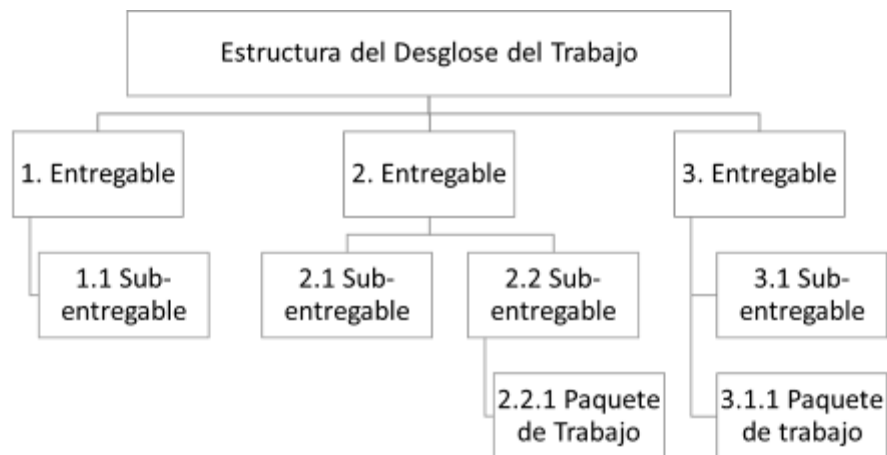 Estructura del Desglose del Trabajo
1. Entregable
2. Entregable
3. Entregable
1.1 Sub-
entregable
2.1 Sub-
entregable
2.2 Sub-
entregable
3.1 Sub-
entregable
2.2.1 Paquete
de Trabajo
3.1.1 Paquete
de trabajo